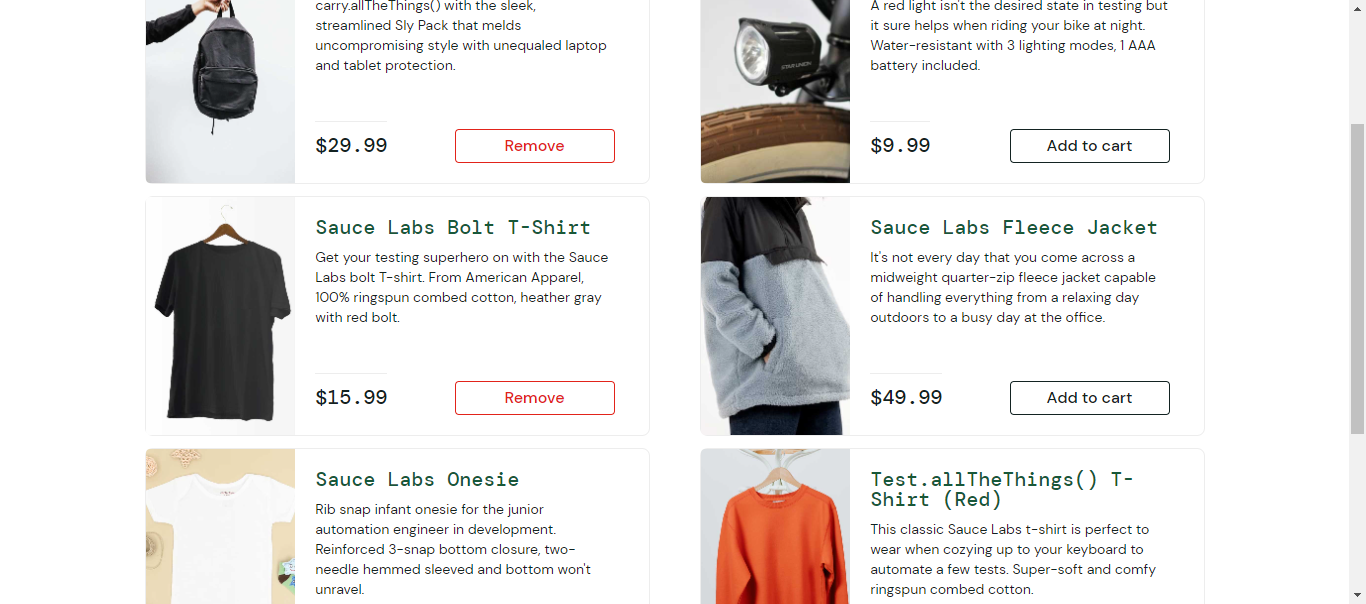 carry.allTheThings() with the sleek,
streamlined Sly Pack that melds
uncompromising style with unequaled laptop
and tablet protection.
$29.99
Remove
A red light isn't the desired state in testing but
it sure helps when riding your bike at night.
Water-resistant with 3 lighting modes, 1 AAA
battery included.
STAR UNION
$9.99
Add to cart
Sauce Labs Bolt T-Shirt
Get your testing superhero on with the Sauce
Labs bolt T-shirt. From American Apparel,
100% ringspun combed cotton, heather gray
with red bolt.
$15.99
Remove
Sauce Labs Fleece Jacket
It's not every day that you come across a
midweight quarter-zip fleece jacket capable
of handling everything from a relaxing day
outdoors to a busy day at the office.
$49.99
Add to cart
Sauce Labs Onesie
Rib snap infant onesie for the junior
automation engineer in development.
Reinforced 3-snap bottom closure, two-
needle hemmed sleeved and bottom won't
unravel.
Test.allTheThings() T-
Shirt (Red)
This classic Sauce Labs t-shirt is perfect to
wear when cozying up to your keyboard to
automate a few tests. Super-soft and comfy
ringspun combed cotton.